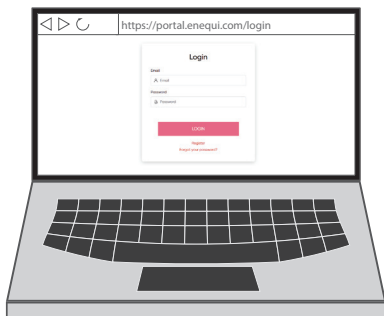 https://portal.enequi.com/login
Login
Email
Email
Password
Password
LOGIN
Register
Forgot your password?